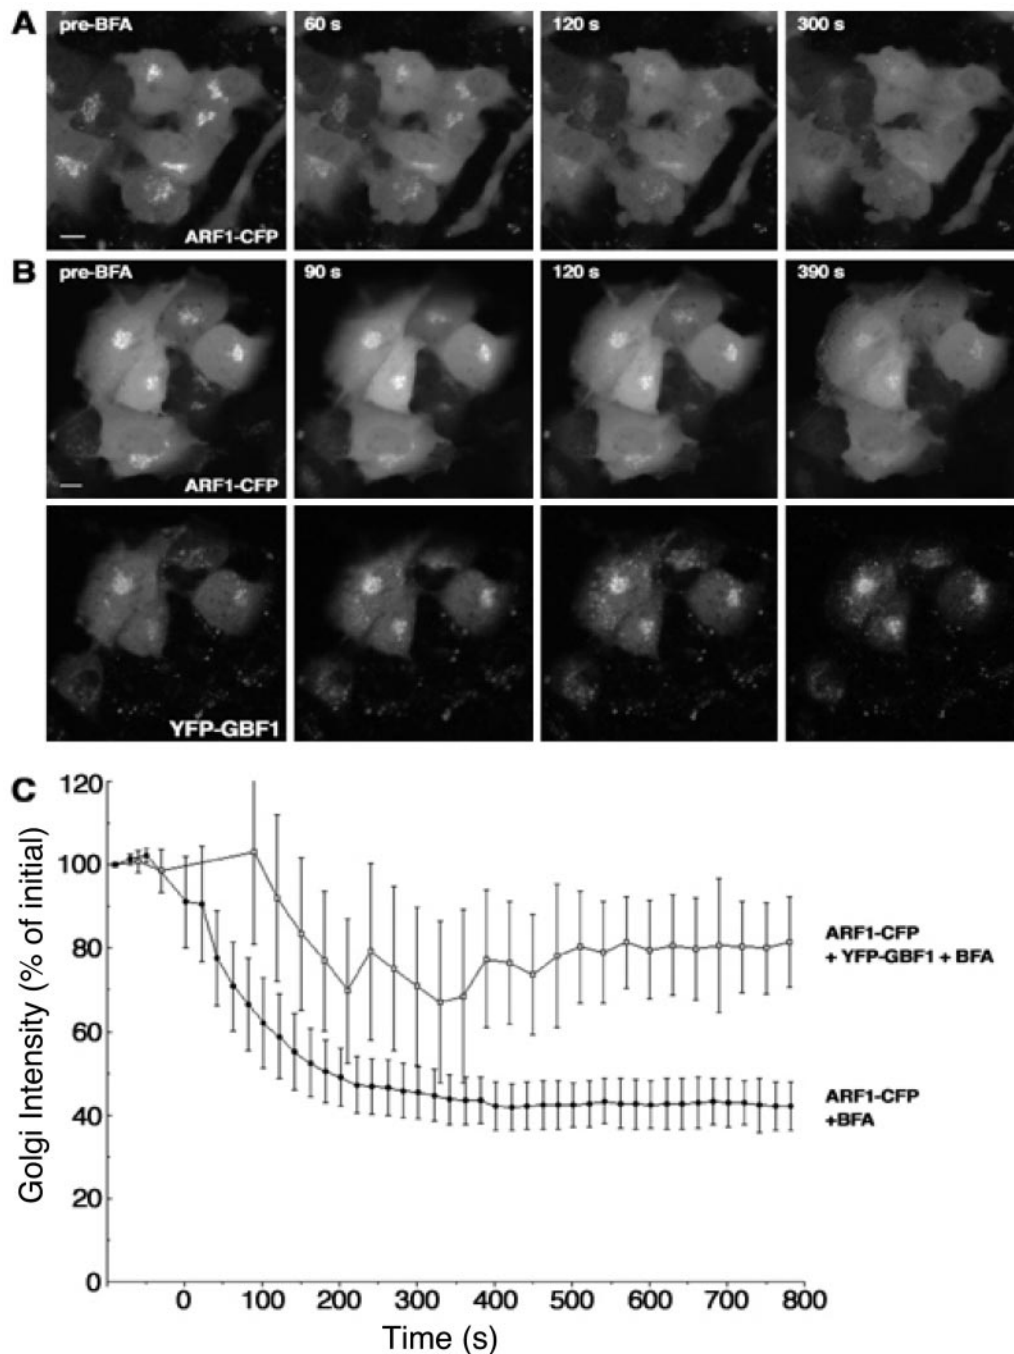 A
pre-BFA
60 s
120 s
300 s
ARF1-CFP
B
pre-BFA
90 s
120 s
390 s
ARF1-CFP
YFP-GBF1
C
Golgi Intensity (% of initial)
120
100
80
60
40
20
0
ARF1-CFP
+ YFP-GBF1 + BFA
ARF1-CFP
+BFA
0 100 200 300 400 500 600 700 800
Time (s)